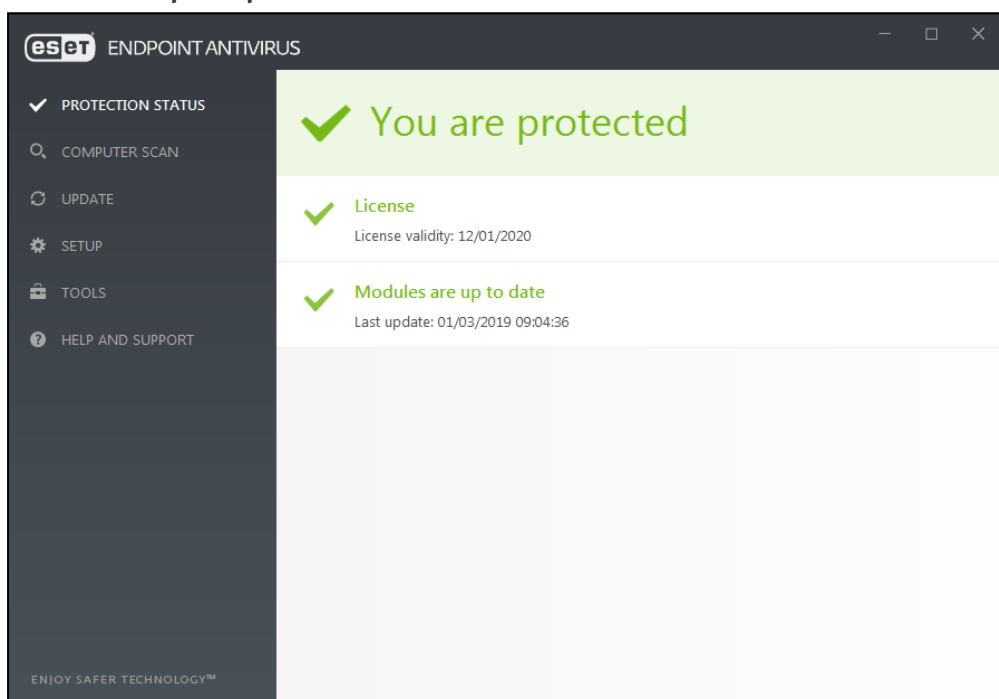 eset ENDPOINT ANTIVIRUS
PROTECTION STATUS
COMPUTER SCAN
UPDATE
SETUP
TOOLS
HELP AND SUPPORT
ENJOY SAFER TECHNOLOGY™
You are protected
License
License validity: 12/01/2020
Modules are up to date
Last update: 01/03/2019 09:04:36